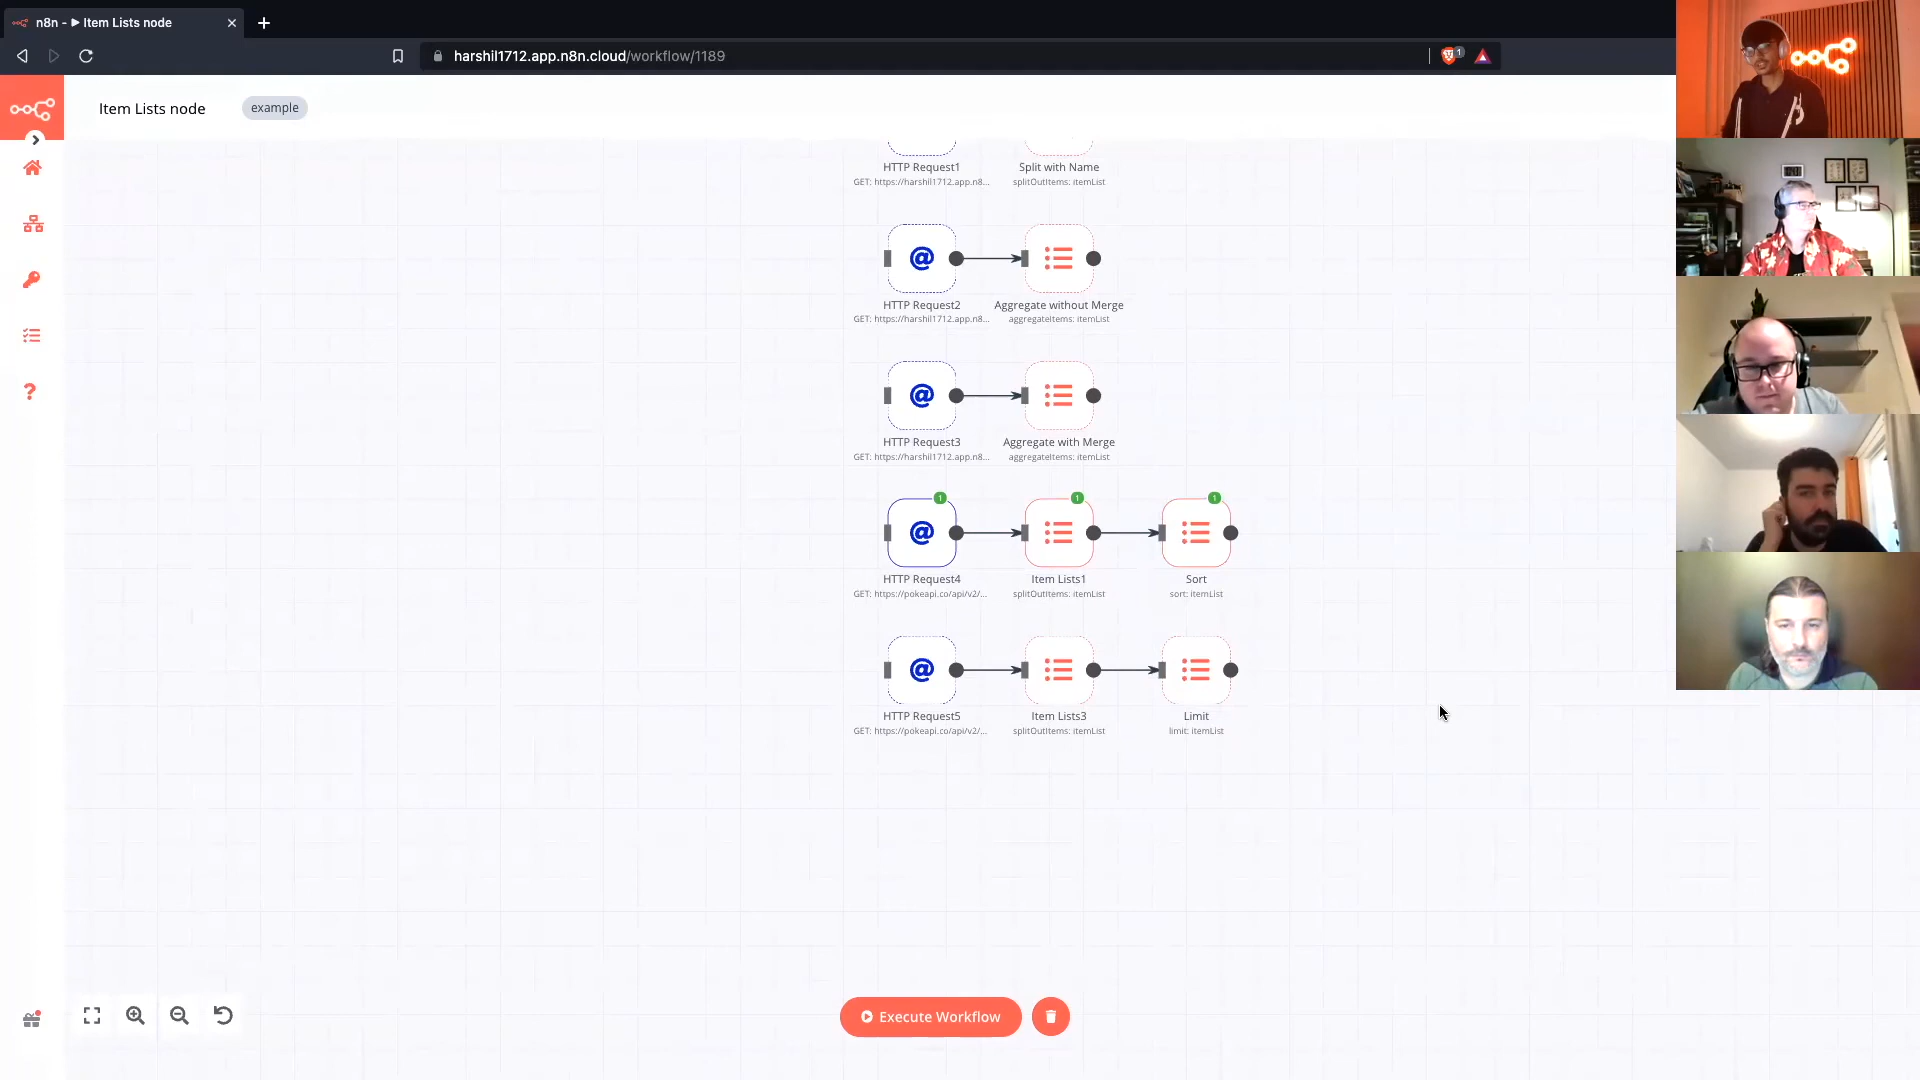 n8n - ▶ Item Lists node
harshil1712.app.n8n.cloud/workflow/1189
1
Item Lists node
example
HTTP Request1
GET: https://harshil1712.app.n8...
Split with Name
splitOutItems: itemList
HTTP Request2
GET: https://harshil1712.app.n8...
Aggregate without Merge
aggregateItems: itemList
HTTP Request3
GET: https://harshil1712.app.n8...
Aggregate with Merge
aggregateItems: itemList
1
1
1
HTTP Request4
GET: https://pokeapi.co/api/v2/...
Item Lists1
splitOutItems: itemList
Sort
sort: itemList
HTTP Request5
GET: https://pokeapi.co/api/v2/...
Item Lists3
splitOutItems: itemList
Limit
limit: itemList
Execute Workflow